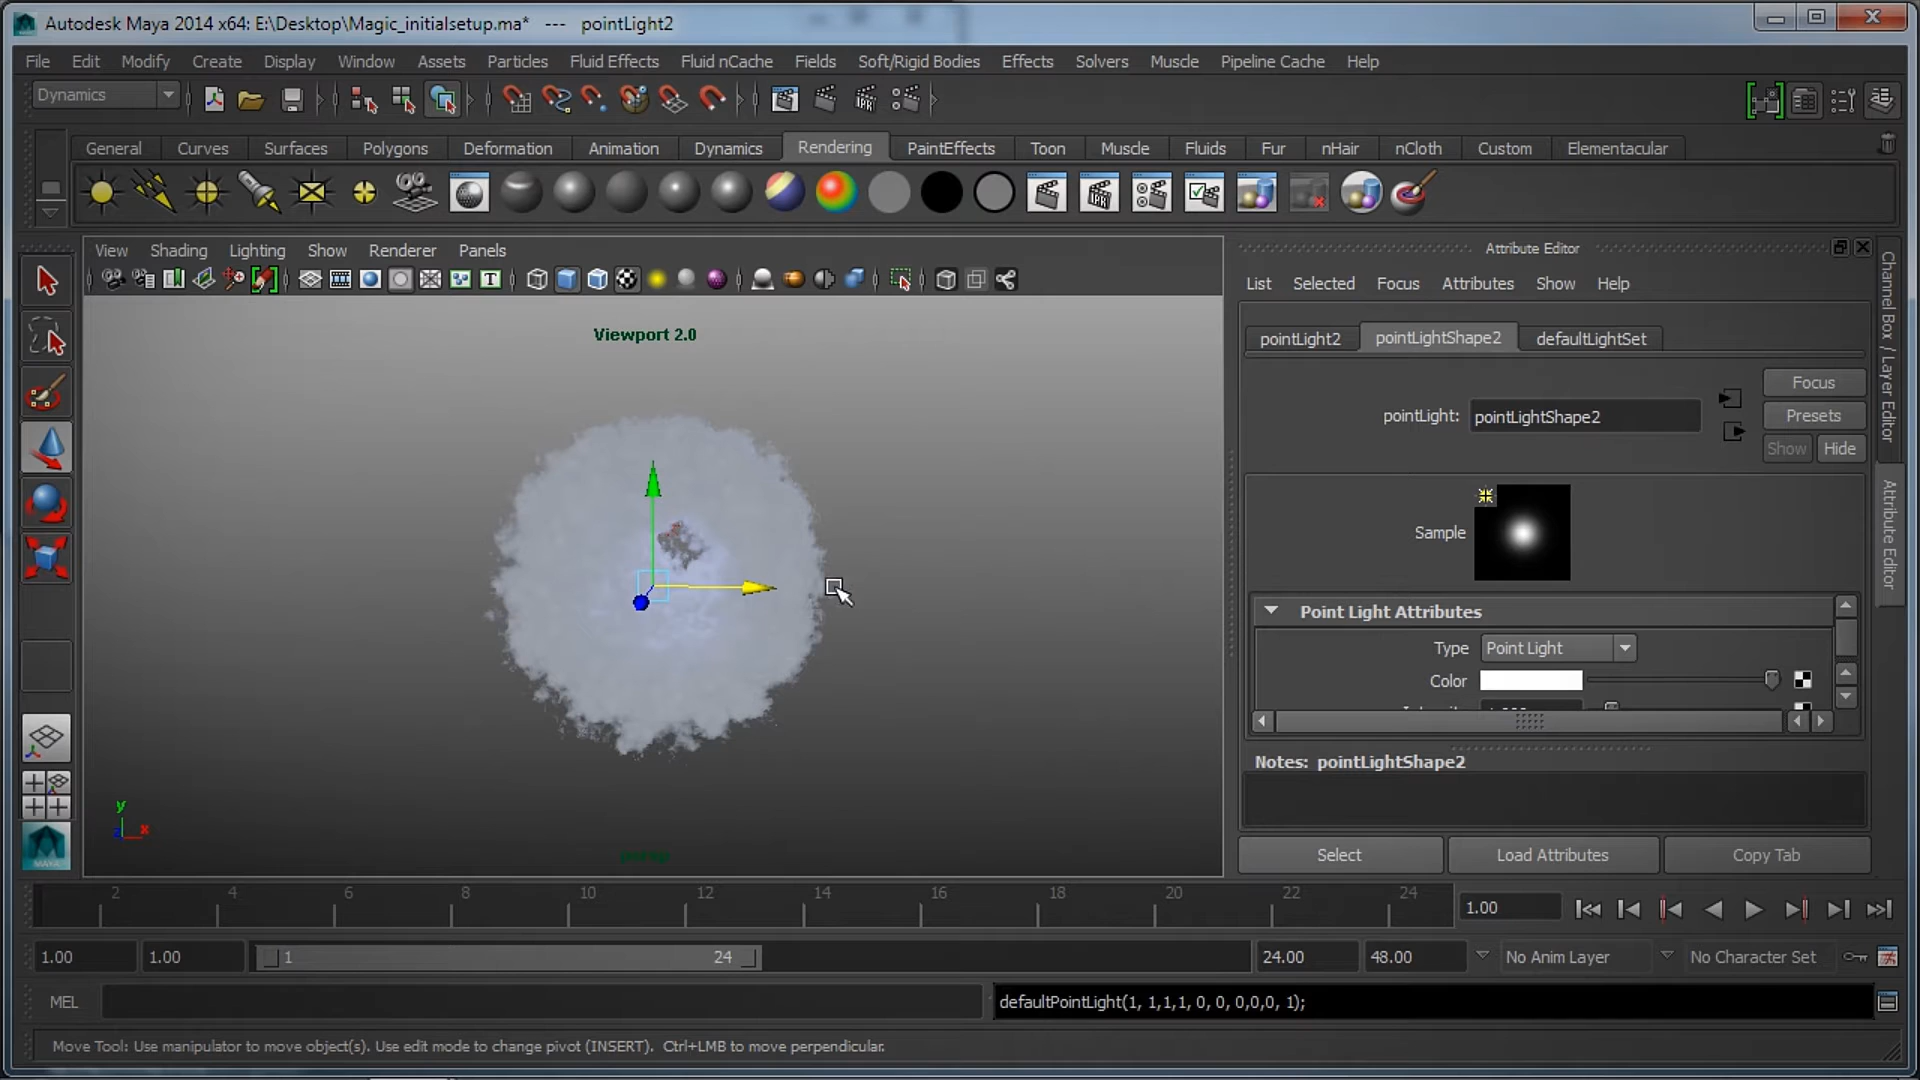 Autodesk Maya 2014 x64: E:\Desktop\Magic_initialsetup.ma* --- pointLight2
File Edit Modify Create Display Window Assets Particles Fluid Effects Fluid nCache Fields Soft/Rigid Bodies Effects Solvers Muscle Pipeline Cache Help
Dynamics
General Curves Surfaces Polygons Deformation Animation Dynamics Rendering PaintEffects Toon Muscle Fluids Fur nHair nCloth Custom Elementacular
View Shading Lighting Show Renderer Panels
Viewport 2.0
persp
y
z x
Attribute Editor
List Selected Focus Attributes Show Help
pointLight2 pointLightShape2 defaultLightSet
Focus
pointLight: pointLightShape2
Presets
Show Hide
Sample
Point Light Attributes
Type Point Light
Color
Notes: pointLightShape2
Select Load Attributes Copy Tab
Channel Box / Layer Editor
Attribute Editor
2 4 6 8 10 12 14 16 18 20 22 24
1.00
1.00 1.00 1 24 24.00 48.00 No Anim Layer No Character Set
MEL
defaultPointLight(1, 1,1,1, 0, 0, 0,0,0, 1);
Move Tool: Use manipulator to move object(s). Use edit mode to change pivot (INSERT). Ctrl+LMB to move perpendicular.